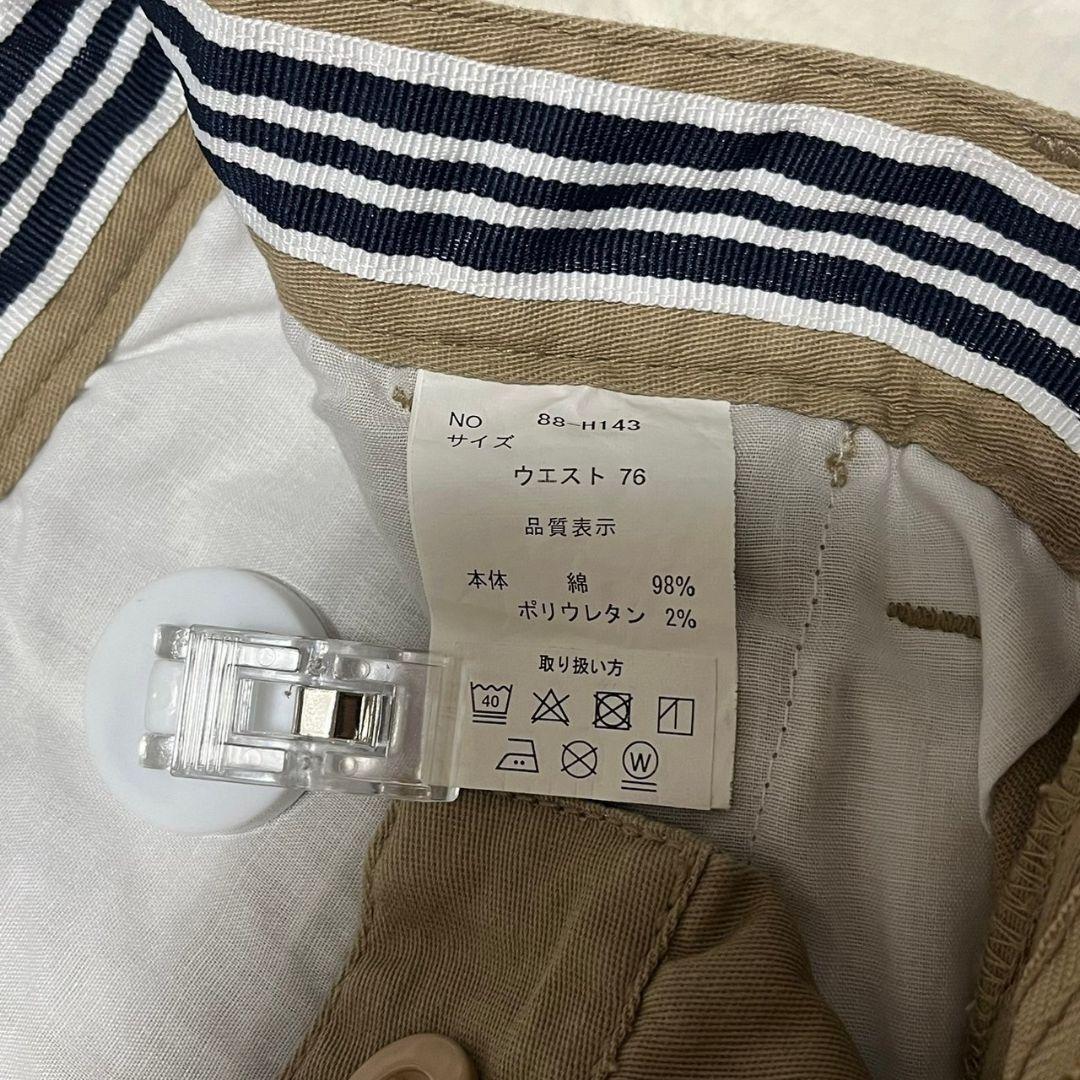 NO 88-H143
サイズ
ウエスト 76
品質表示
本体 綿 98%
ポリウレタン 2%
取り扱い方
40
W